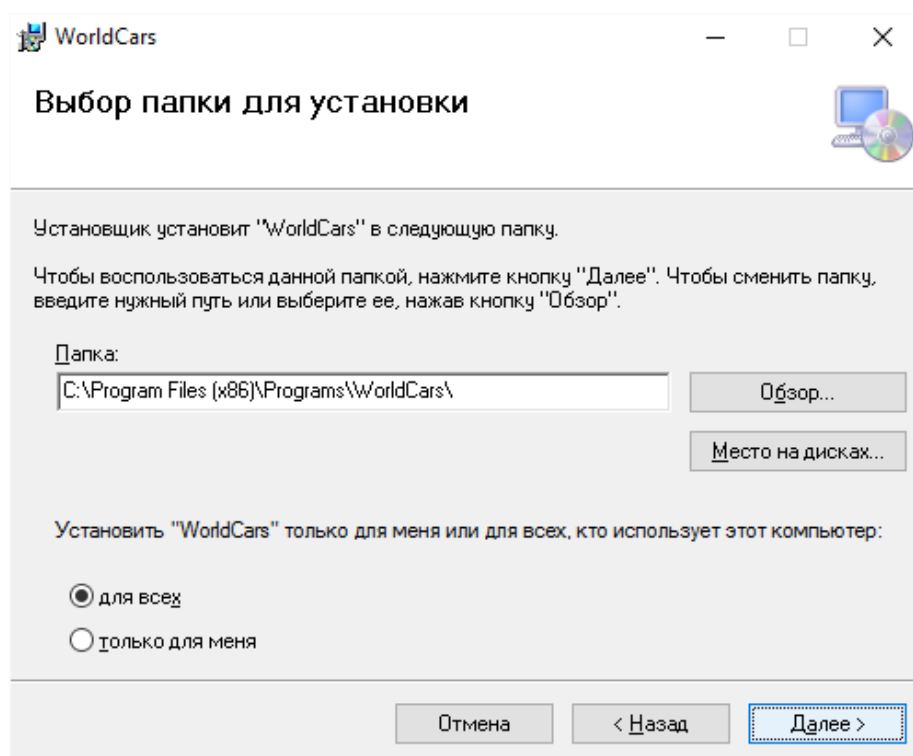 WorldCars
Выбор папки для установки
Установщик установит "WorldCars" в следующую папку.
Чтобы воспользоваться данной папкой, нажмите кнопку "Далее". Чтобы сменить папку,
введите нужный путь или выберите ее, нажав кнопку "Обзор".
Папка:
C:\Program Files (x86)\Programs\WorldCars\
Обзор...
Место на дисках...
Установить "WorldCars" только для меня или для всех, кто использует этот компьютер:
для всех
только для меня
Отмена
< Назад
Далее >